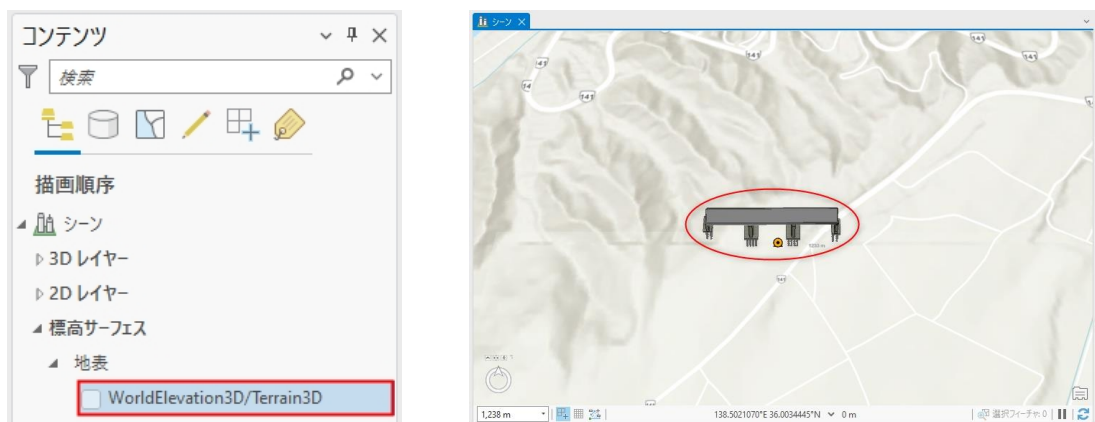 コンテンツ
検索
描画順序
シーン
3D レイヤー
2D レイヤー
標高サーフェス
地表
WorldElevation3D/Terrain3D
シーン
141
141
141
141
141
141
1,238 m
138.5021070°E 36.0034445°N
0 m
選択フィーチャ: 0